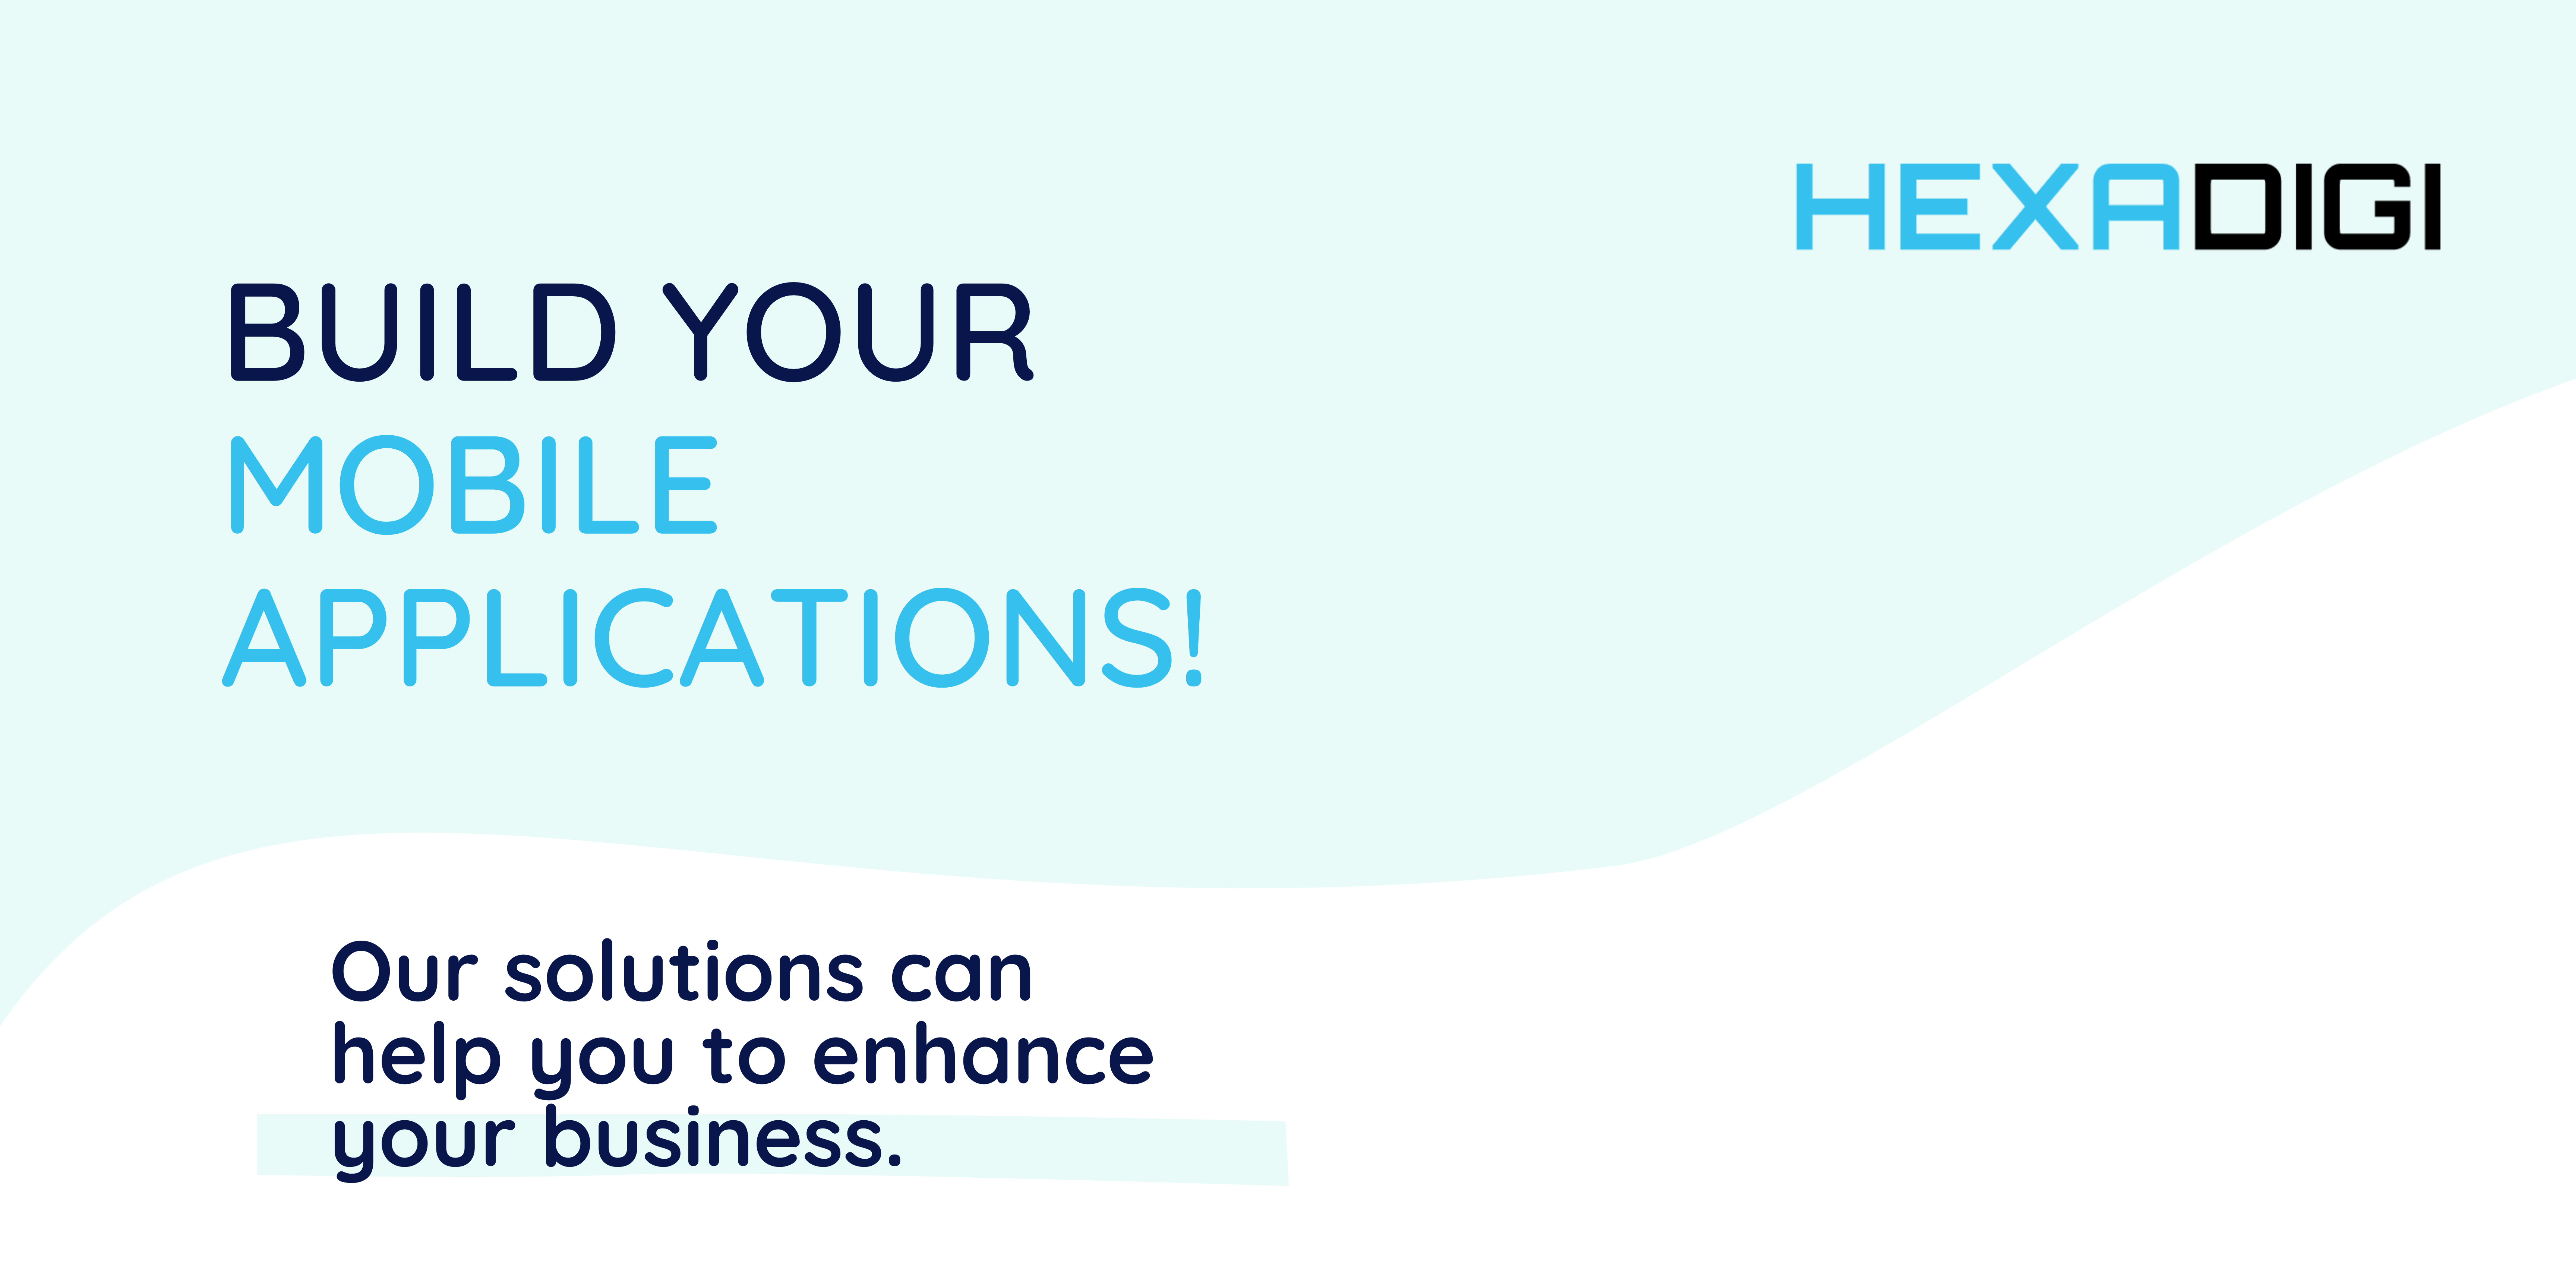 HEXADIGI
BUILD YOUR
MOBILE
APPLICATIONS!
Our solutions can
help you to enhance
your business.